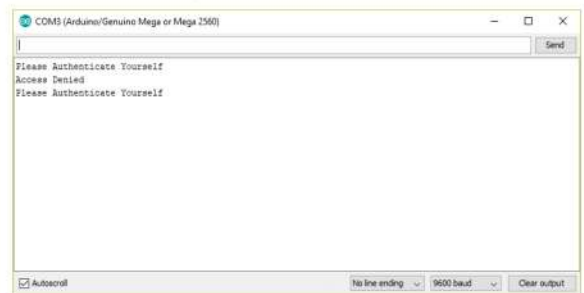 COM3 (Arduino/Genuino Mega or Mega 2560)
Send
Please Authenticate Yourself
Access Denied
Please Authenticate Yourself
Autoscroll
No line ending
9600 baud
Clear output